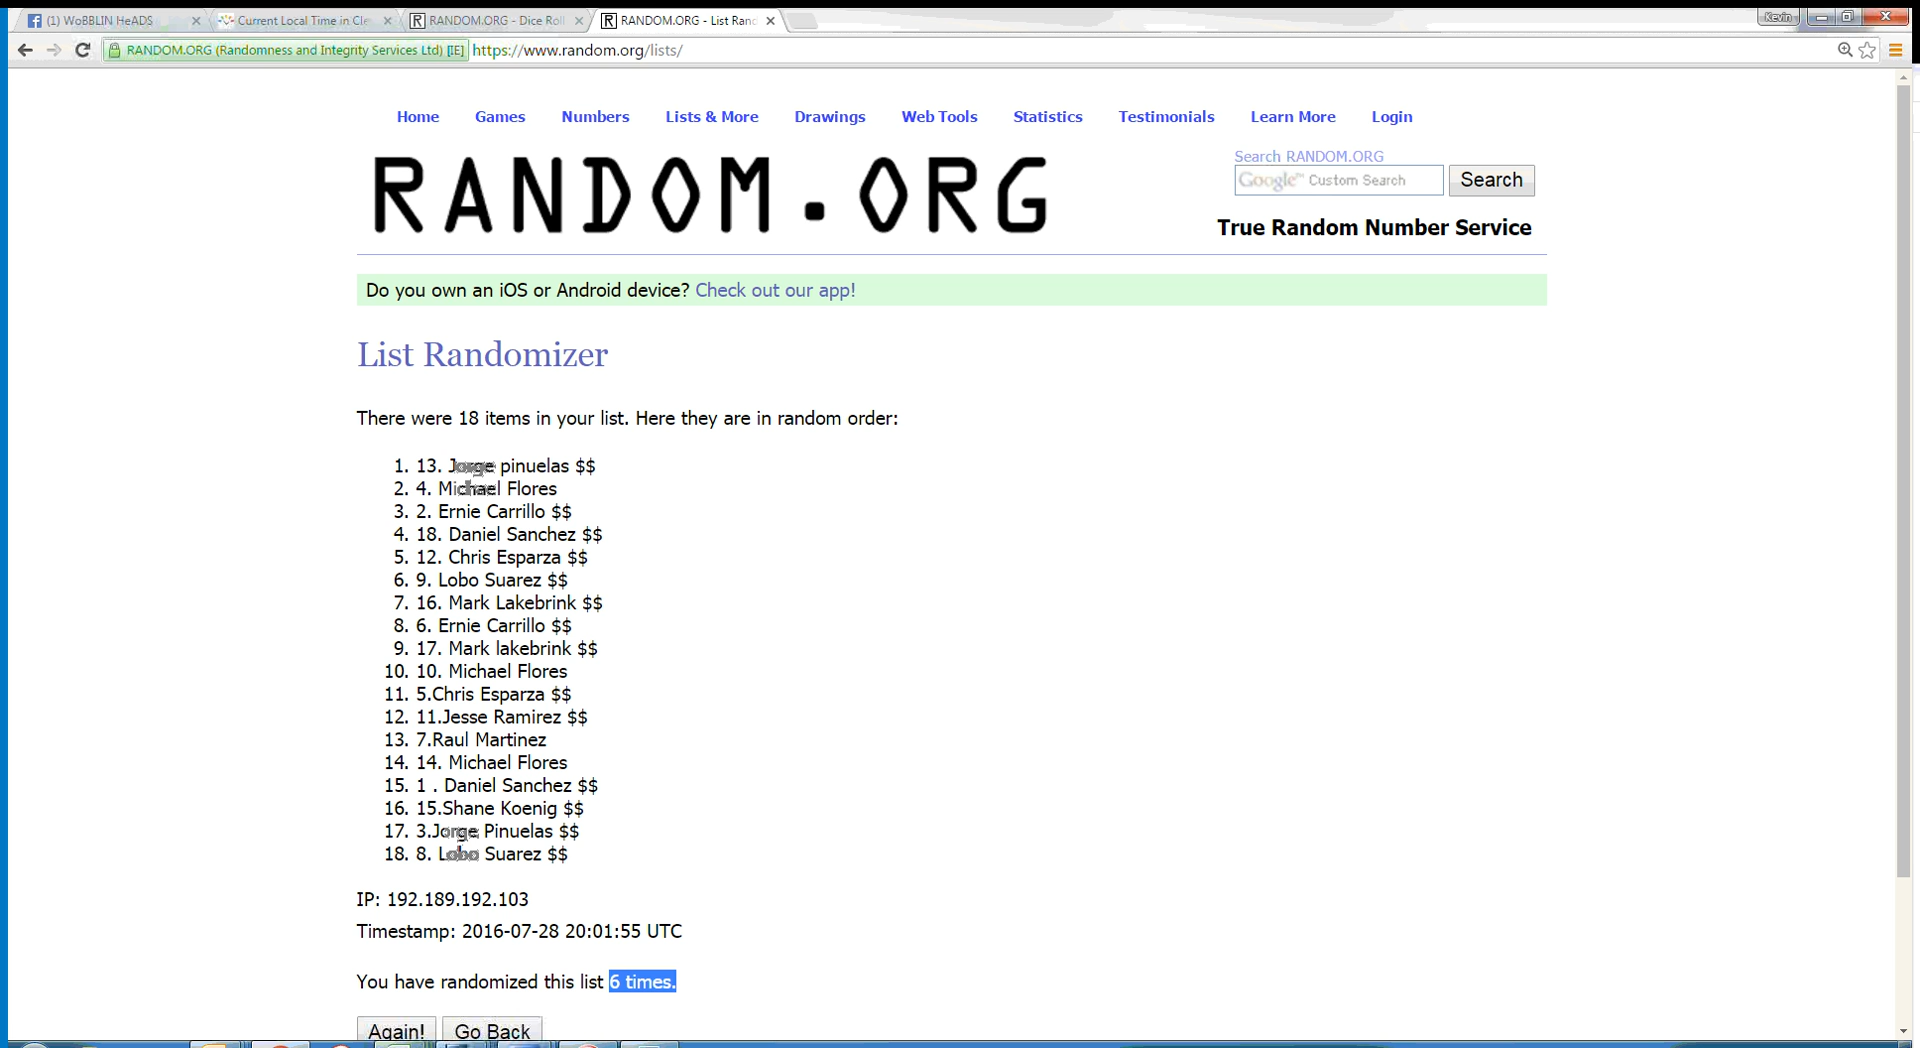 (1) WoBBLIN HeADS
Current Local Time in Cle
RANDOM.ORG - Dice Roll
RANDOM.ORG - List Ran
Kevin
RANDOM.ORG (Randomness and Integrity Services Ltd) [IE] https://www.random.org/lists/
Home Games Numbers Lists & More Drawings Web Tools Statistics Testimonials Learn More Login
RANDOM.ORG
Search RANDOM.ORG
Google™ Custom Search Search
True Random Number Service
Do you own an iOS or Android device? Check out our app!
List Randomizer
There were 18 items in your list. Here they are in random order:
1. 13. Jorge pinuelas $$
2. 4. Michael Flores
3. 2. Ernie Carrillo $$
4. 18. Daniel Sanchez $$
5. 12. Chris Esparza $$
6. 9. Lobo Suarez $$
7. 16. Mark Lakebrink $$
8. 6. Ernie Carrillo $$
9. 17. Mark lakebrink $$
10. 10. Michael Flores
11. 5.Chris Esparza $$
12. 11.Jesse Ramirez $$
13. 7.Raul Martinez
14. 14. Michael Flores
15. 1 . Daniel Sanchez $$
16. 15.Shane Koenig $$
17. 3.Jorge Pinuelas $$
18. 8. Lobo Suarez $$
IP: 192.189.192.103
Timestamp: 2016-07-28 20:01:55 UTC
You have randomized this list 6 times.
Again! Go Back